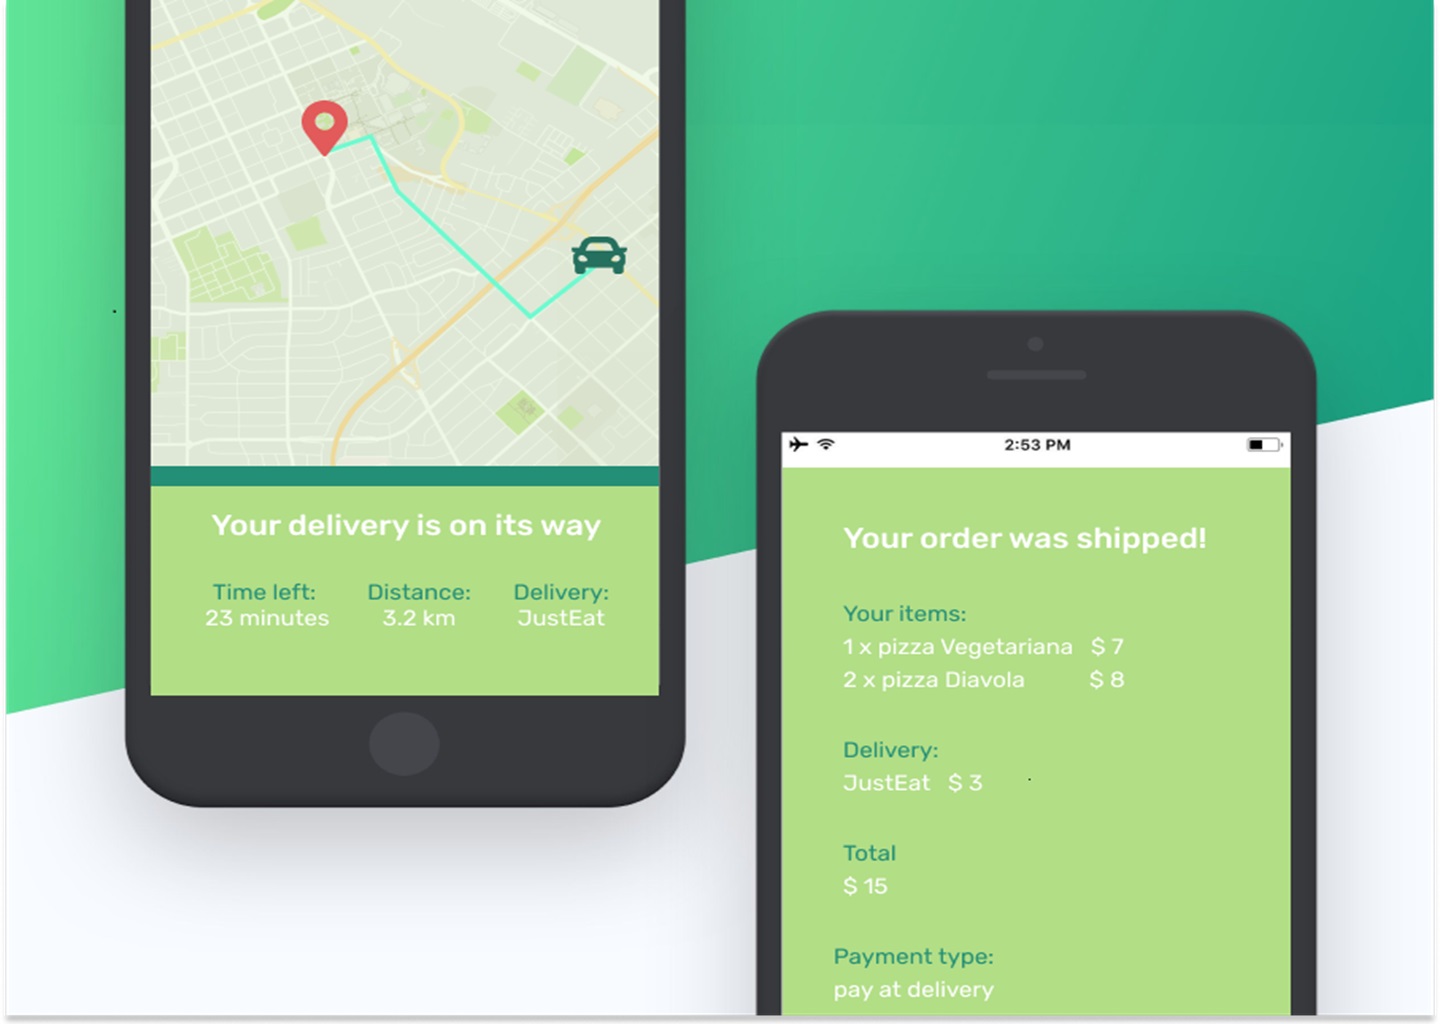 Your delivery is on its way
Time left: Distance: Delivery:
23 minutes 3.2 km JustEat
2:53 PM
Your order was shipped!
Your items:
1 x pizza Vegetariana $ 7
2 x pizza Diavola $ 8
Delivery:
JustEat $ 3
Total
$ 15
Payment type:
pay at delivery